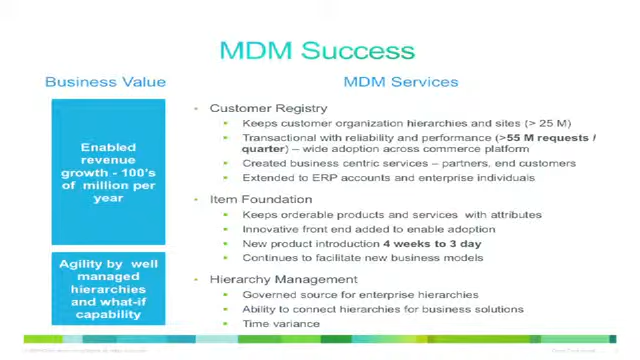 MDM Success
Business Value
MDM Services
Enabled
revenue
growth - 100's
of million per
year
Agility by well
managed
hierarchies
and what-if
capability
Customer Registry
Keeps customer organization hierarchies and sites (> 25 M)
Transactional with reliability and performance (>55 M requests /
quarter) – wide adoption across commerce platform
Created business centric services – partners, end customers
Extended to ERP accounts and enterprise individuals
Item Foundation
Keeps orderable products and services with attributes
Innovative front end added to enable adoption
New product introduction 4 weeks to 3 day
Continues to facilitate new business models
Hierarchy Management
Governed source for enterprise hierarchies
Ability to connect hierarchies for business solutions
Time variance